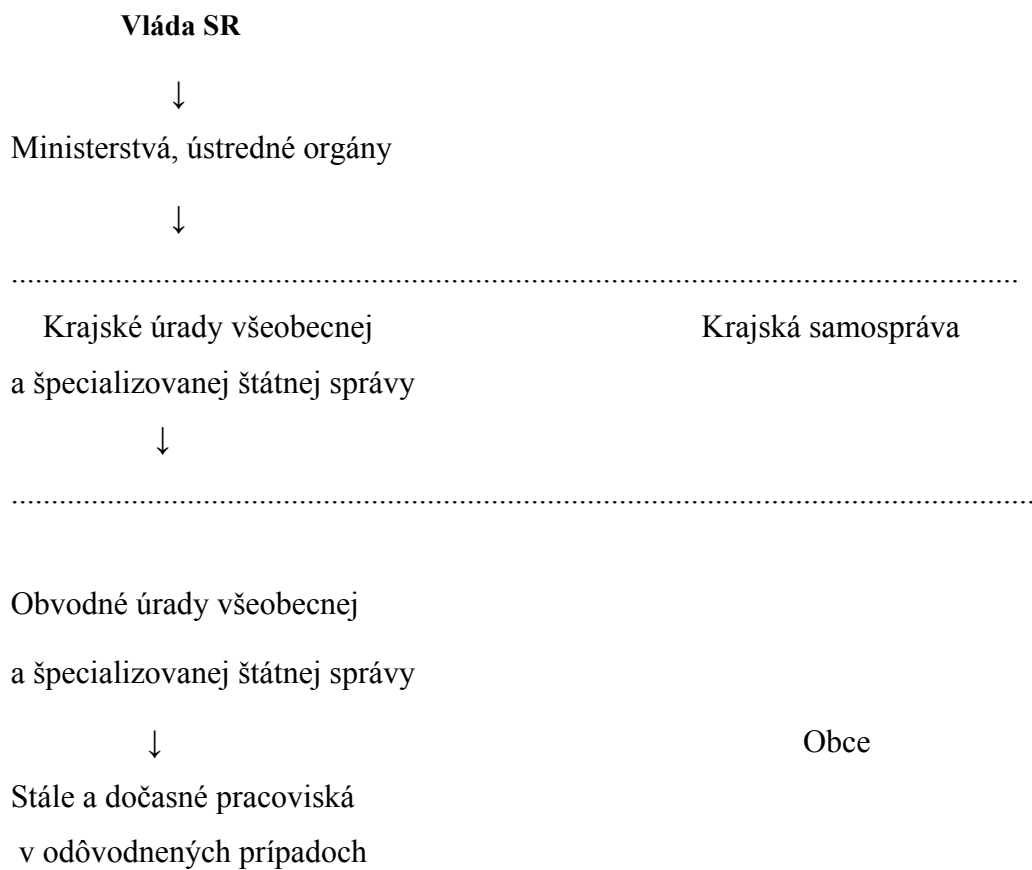 Vláda SR
↓
Ministerstvá, ústredné orgány
↓
...............................................................................................................................
Krajské úrady všeobecnej Krajská samospráva
a špecializovanej štátnej správy
↓
.................................................................................................................................
Obvodné úrady všeobecnej
a špecializovanej štátnej správy
↓ Obce
Stále a dočasné pracoviská
v odôvodnených prípadoch